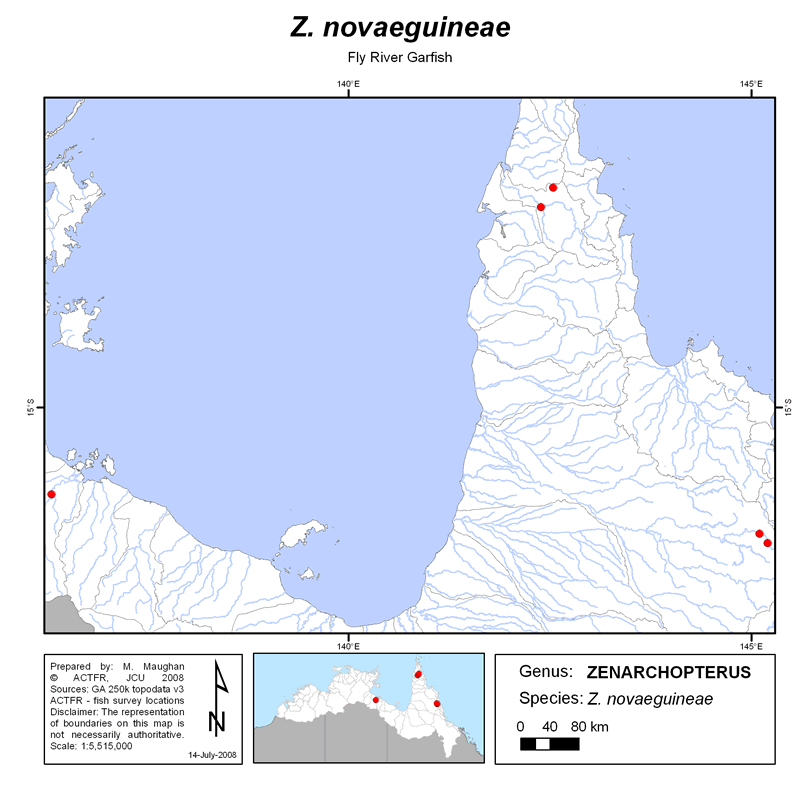 Z. novaeguineae
Fly River Garfish
140°E
145°E
15°S
15°S
140°E
145°E
Prepared by: M. Maughan
© ACTFR, JCU 2008
Sources: GA 250k topodata v3
ACTFR - fish survey locations
Disclaimer: The representation
of boundaries on this map is
not necessarily authoritative.
Scale: 1:5,515,000
N
14-July-2008
Genus: ZENARCHOPTERUS
Species: Z. novaeguineae
0 40 80 km